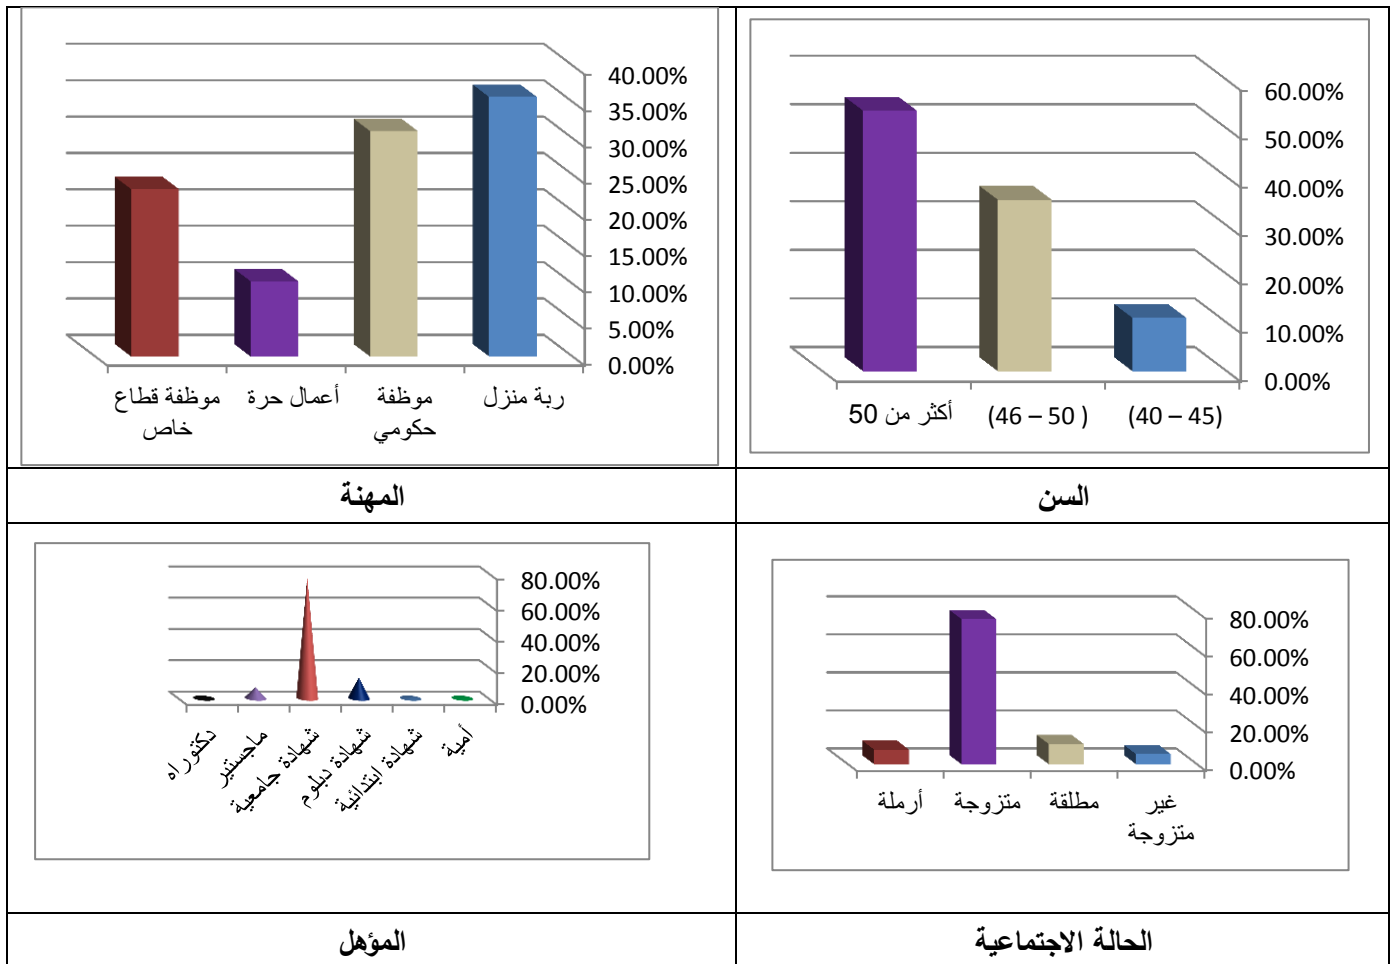 60.00%
50.00%
40.00%
30.00%
20.00%
10.00%
0.00%
(40 – 45)
(46 – 50 )
أكثر من 50
السن
40.00%
35.00%
30.00%
25.00%
20.00%
15.00%
10.00%
5.00%
0.00%
ربة منزل
موظفة
حكومي
أعمال حرة
موظفة قطاع
خاص
المهنة
80.00%
60.00%
40.00%
20.00%
0.00%
غير
متزوجة
مطلقة
متزوجة
أرملة
الحالة الاجتماعية
80.00%
60.00%
40.00%
20.00%
0.00%
أمية
شهادة ابتدائية
شهادة دبلوم
شهادة جامعية
ماجستير
دكتوراه
المؤهل